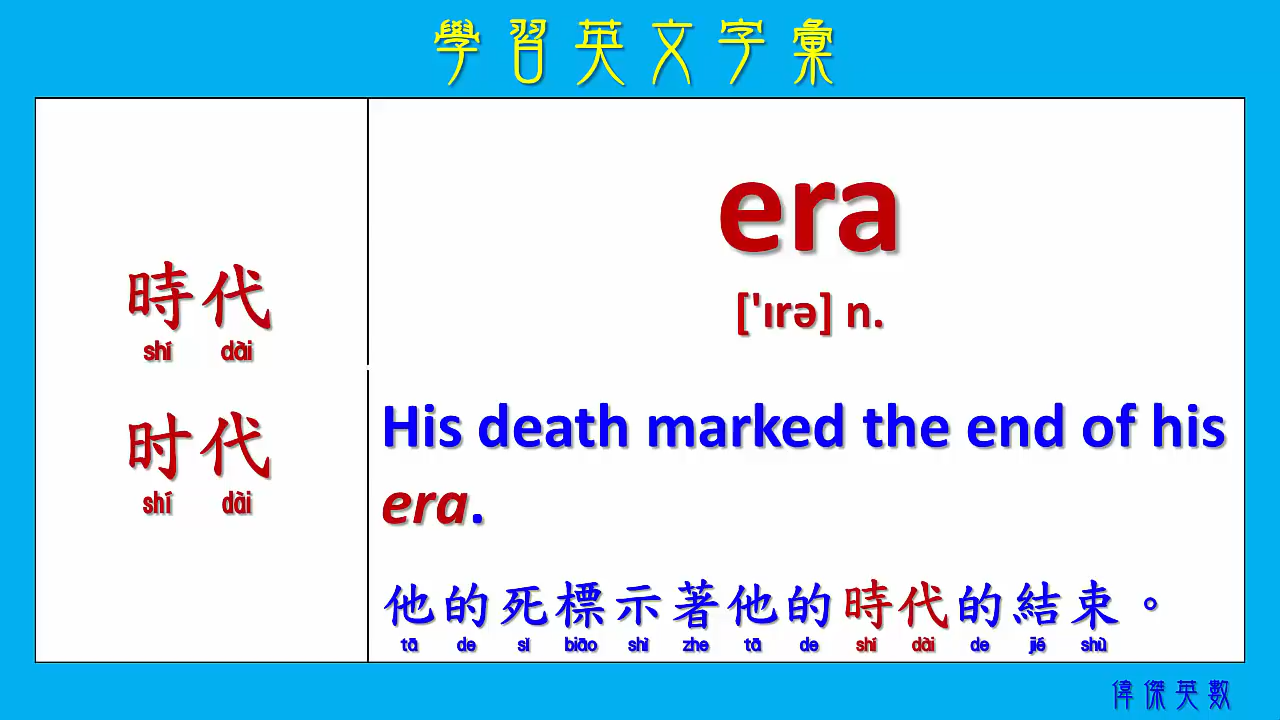 學習英文字彙
時代
shí dài
时代
shí dài
era
['ɪrə] n.
His death marked the end of his
era.
他的死標示著他的時代的結束。
tā de sǐ biāo shì zhe tā de shí dài de jié shù
偉傑英數